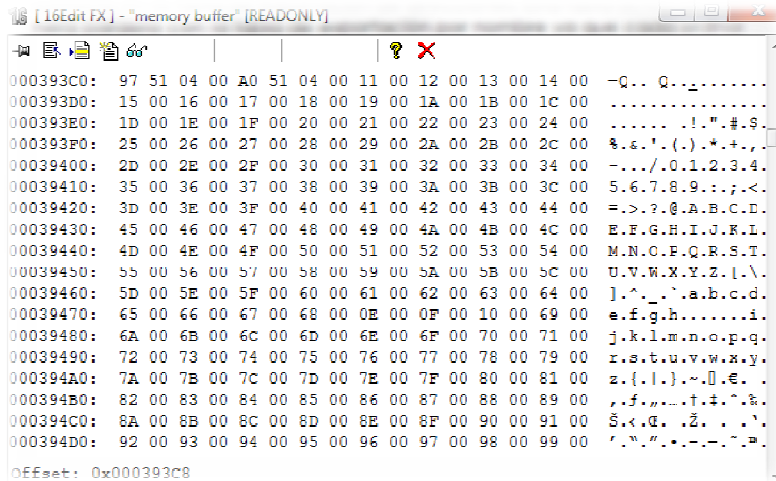 [ 16Edit FX ] - "memory buffer" [READONLY]
000393C0: 97 51 04 00 A0 51 04 00 11 00 12 00 13 00 14 00 —Q.. Q..........
000393D0: 15 00 16 00 17 00 18 00 19 00 1A 00 1B 00 1C 00 ................
000393E0: 1D 00 1E 00 1F 00 20 00 21 00 22 00 23 00 24 00 ...... .!.".#.$.
000393F0: 25 00 26 00 27 00 28 00 29 00 2A 00 2B 00 2C 00 %.&.'.(.).*.+.,.
00039400: 2D 00 2E 00 2F 00 30 00 31 00 32 00 33 00 34 00 -.../.0.1.2.3.4.
00039410: 35 00 36 00 37 00 38 00 39 00 3A 00 3B 00 3C 00 5.6.7.8.9.:.;.<.
00039420: 3D 00 3E 00 3F 00 40 00 41 00 42 00 43 00 44 00 =.>.?.@.A.B.C.D.
00039430: 45 00 46 00 47 00 48 00 49 00 4A 00 4B 00 4C 00 E.F.G.H.I.J.K.L.
00039440: 4D 00 4E 00 4F 00 50 00 51 00 52 00 53 00 54 00 M.N.O.P.Q.R.S.T.
00039450: 55 00 56 00 57 00 58 00 59 00 5A 00 5B 00 5C 00 U.V.W.X.Y.Z.[.\.
00039460: 5D 00 5E 00 5F 00 60 00 61 00 62 00 63 00 64 00 ].^._.`.a.b.c.d.
00039470: 65 00 66 00 67 00 68 00 0E 00 0F 00 10 00 69 00 e.f.g.h.......i.
00039480: 6A 00 6B 00 6C 00 6D 00 6E 00 6F 00 70 00 71 00 j.k.l.m.n.o.p.q.
00039490: 72 00 73 00 74 00 75 00 76 00 77 00 78 00 79 00 r.s.t.u.v.w.x.y.
000394A0: 7A 00 7B 00 7C 00 7D 00 7E 00 7F 00 80 00 81 00 z.{.|.}.~.▯.€. .
000394B0: 82 00 83 00 84 00 85 00 86 00 87 00 88 00 89 00 ‚.ƒ.„.….†.‡.ˆ.‰.
000394C0: 8A 00 8B 00 8C 00 8D 00 8E 00 8F 00 90 00 91 00 Š.‹.Œ. .Ž. . .‘.
000394D0: 92 00 93 00 94 00 95 00 96 00 97 00 98 00 99 00 ’.“.”.•.–.—.˜.™.
Offset: 0x000393C8